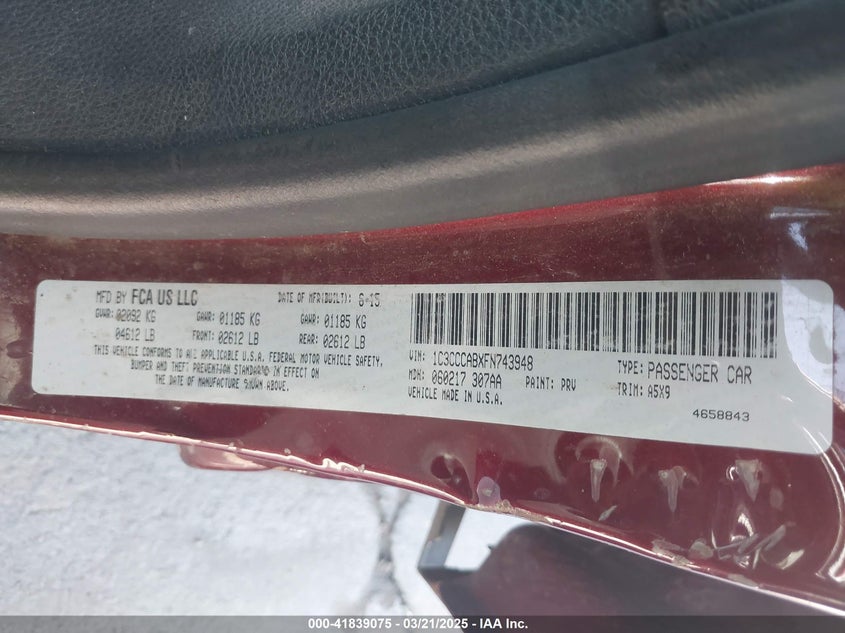 MFD BY FCA US LLC DATE OF MFR(BUILT): 6-15
GVWR: 02092 KG GAWR: 01185 KG GAWR: 01185 KG
04612 LB FRONT: 02612 LB REAR: 02612 LB
THIS VEHICLE CONFORMS TO ALL APPLICABLE U.S.A. FEDERAL MOTOR VEHICLE SAFETY,
BUMPER AND THEFT PREVENTION STANDARDS IN EFFECT ON
THE DATE OF MANUFACTURE SHOWN ABOVE.
VIN: 1C3CCCABXFN743948 TYPE: PASSENGER CAR
MDH: 060217 307AA PAINT: PRV TRIM: A5X9
VEHICLE MADE IN U.S.A.
4658843
000-41839075 - 03/21/2025 - IAA Inc.